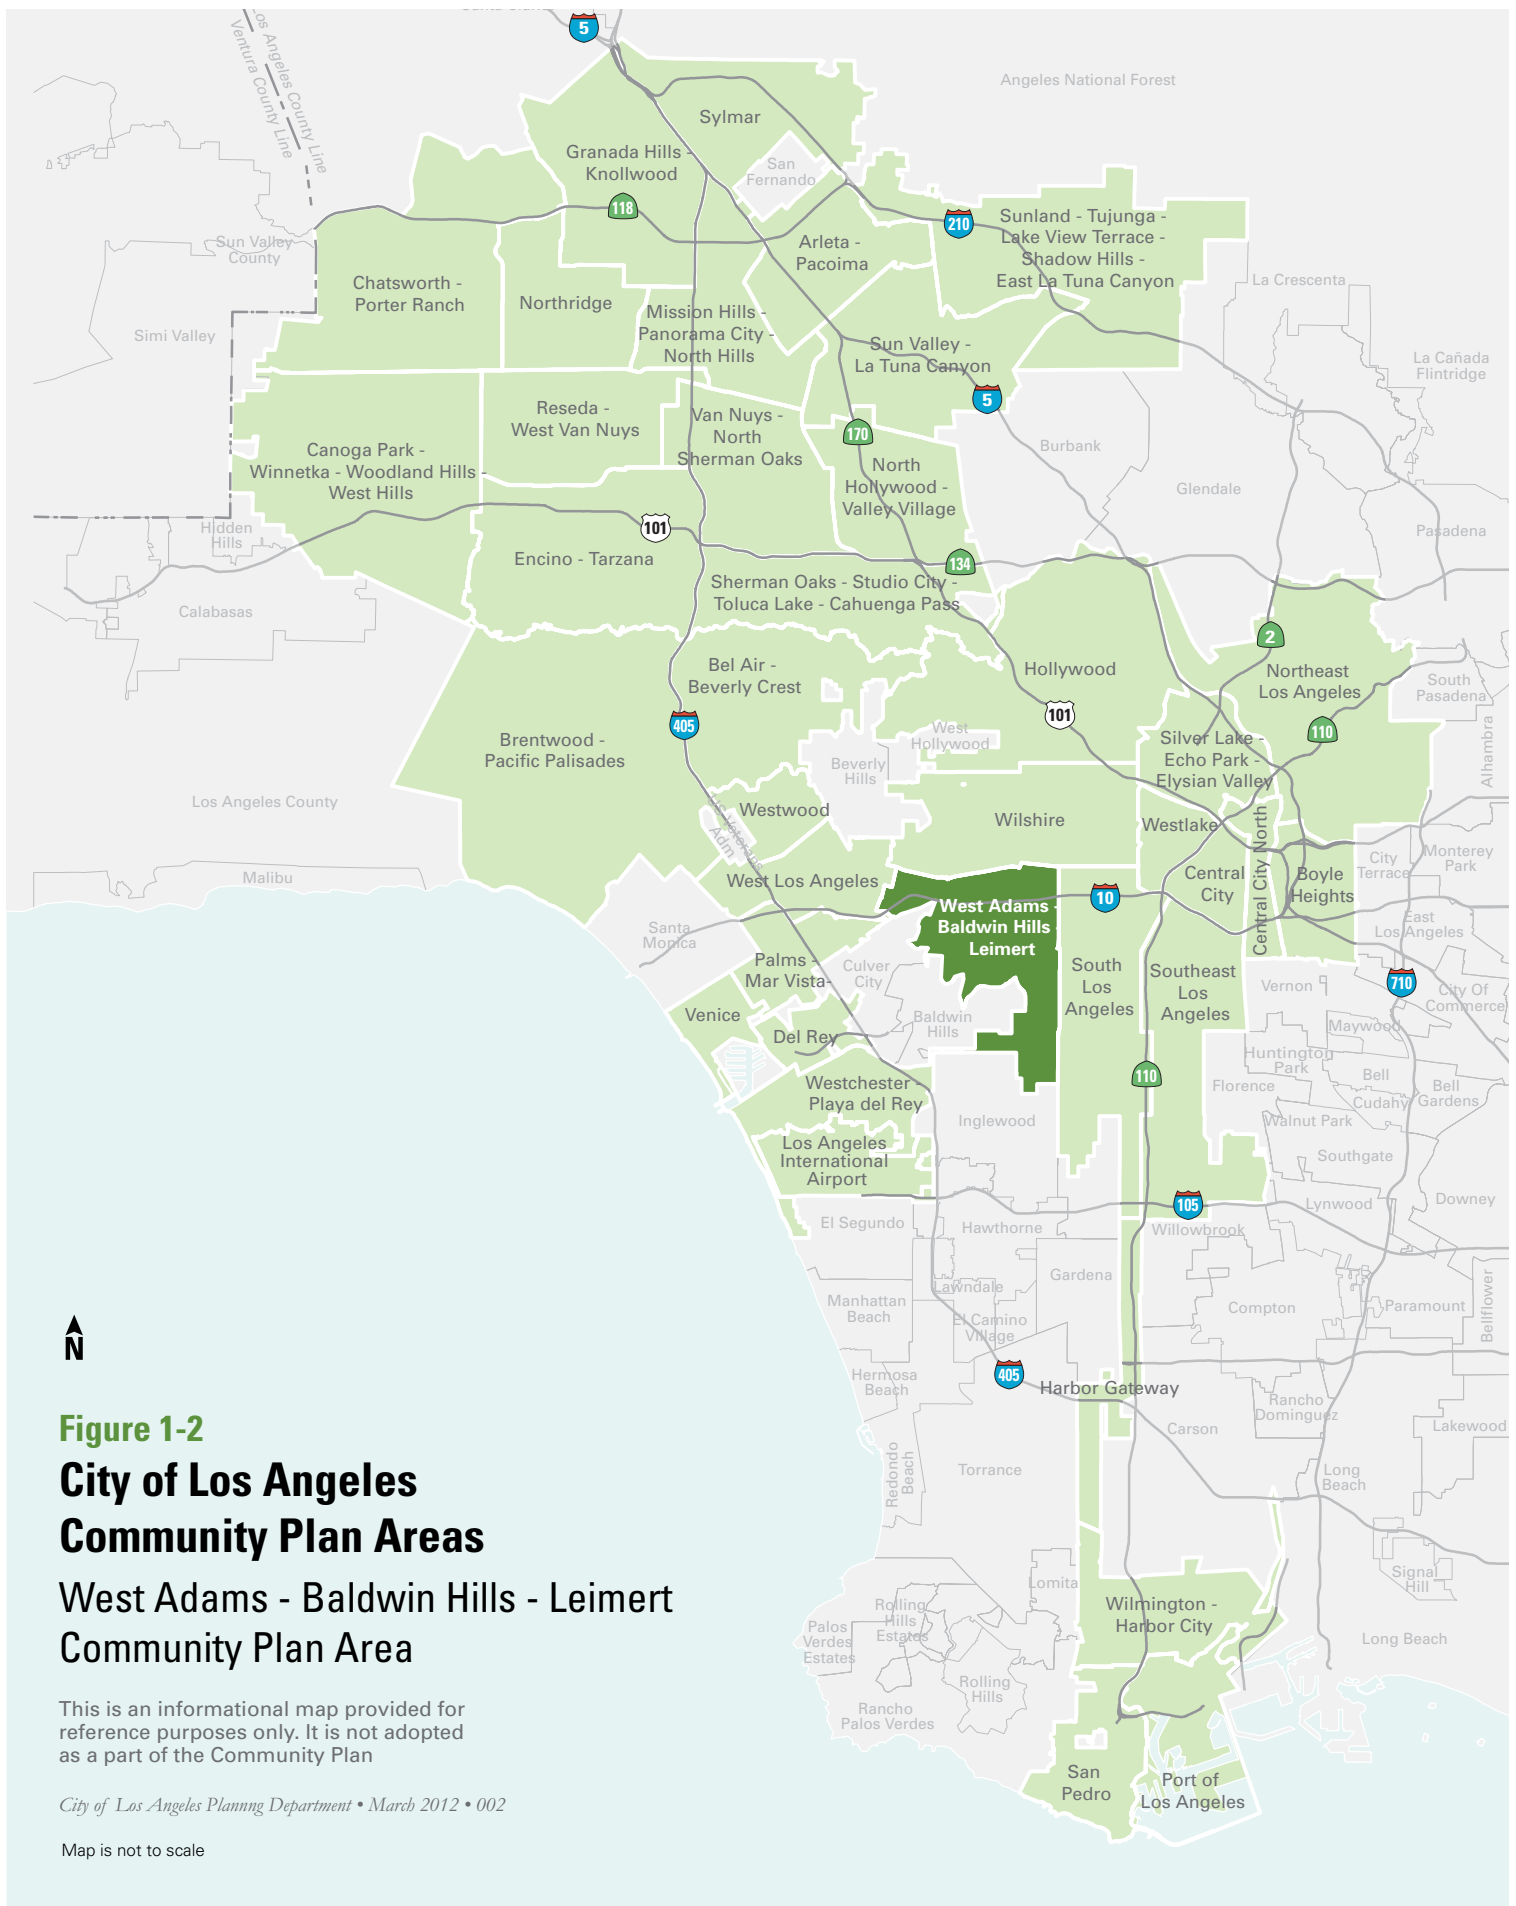 5
Los Angeles County Line
Ventura County Line
Angeles National Forest
Sylmar
Granada Hills -
Knollwood
San
Fernando
118
210
Sunland - Tujunga -
Lake View Terrace -
Shadow Hills -
East La Tuna Canyon
Arleta -
Pacoima
Sun Valley
County
La Crescenta
Chatsworth -
Porter Ranch
Northridge
Mission Hills -
Panorama City -
North Hills
Simi Valley
Sun Valley -
La Tuna Canyon
La Cañada
Flintridge
5
Reseda -
West Van Nuys
Van Nuys -
North
Sherman Oaks
170
Burbank
Canoga Park -
Winnetka - Woodland Hills -
West Hills
North
Hollywood -
Valley Village
Glendale
Pasadena
Hidden
Hills
101
Encino - Tarzana
134
Sherman Oaks - Studio City -
Toluca Lake - Cahuenga Pass
Calabasas
2
Bel Air -
Beverly Crest
Hollywood
Northeast
Los Angeles
South
Pasadena
405
101
110
Alhambra
Brentwood -
Pacific Palisades
West
Hollywood
Silver Lake -
Echo Park -
Elysian Valley
Beverly
Hills
Los Angeles County
US Veterans
Adm
Westwood
Wilshire
Westlake
Central City North
Malibu
West Los Angeles
Central
City
Boyle
Heights
City
Terrace
Monterey
Park
10
West Adams -
Baldwin Hills
Leimert
Santa
Monica
East
Los Angeles
Palms -
Mar Vista-
Culver
City
South
Los
Angeles
Southeast
Los
Angeles
Vernon
710
City Of
Commerce
Venice
Del Rey
Baldwin
Hills
Maywood
Huntington
Park
Westchester -
Playa del Rey
110
Florence
Bell
Cudahy
Bell
Gardens
Inglewood
Walnut Park
Los Angeles
International
Airport
Southgate
105
Lynwood
Downey
El Segundo
Hawthorne
Willowbrook
Gardena
Lawndale
Manhattan
Beach
El Camino
Village
Compton
Paramount
Bellflower
Hermosa
Beach
405
Harbor Gateway
Rancho
Dominguez
Carson
Lakewood
Redondo
Beach
Torrance
Long
Beach
Lomita
Signal
Hill
Rolling
Hills
Estates
Palos
Verdes
Estates
Wilmington -
Harbor City
Long Beach
Rolling
Hills
Rancho
Palos Verdes
San
Pedro
Port of
Los Angeles
N
Figure 1-2
City of Los Angeles
Community Plan Areas
West Adams - Baldwin Hills - Leimert
Community Plan Area
This is an informational map provided for
reference purposes only. It is not adopted
as a part of the Community Plan
City of Los Angeles Plannng Department • March 2012 • 002
Map is not to scale